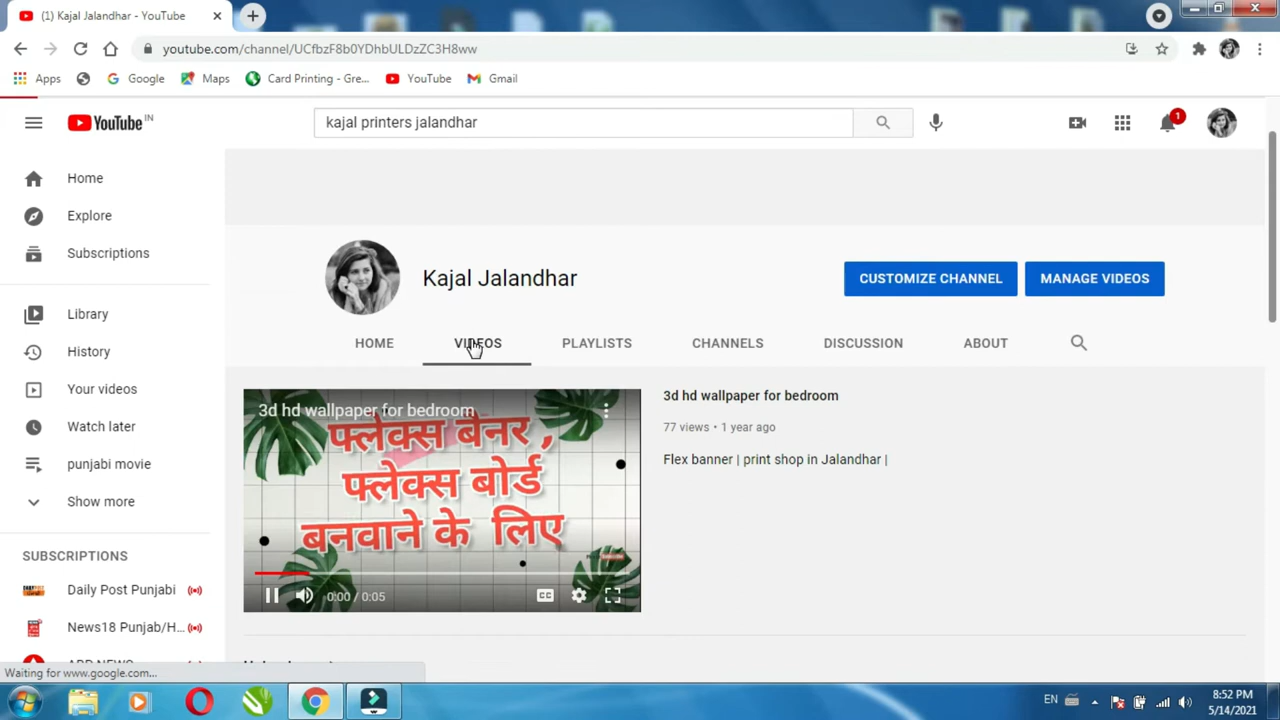 (1) Kajal Jalandhar - YouTube
youtube.com/channel/UCfbzF8b0YDhbULDzZC3H8ww
Apps Google Maps Card Printing - Gre... YouTube Gmail
YouTube IN
kajal printers jalandhar
1
Home
Explore
Subscriptions
Library
History
Your videos
Watch later
punjabi movie
Show more
SUBSCRIPTIONS
Daily Post Punjabi
News18 Punjab/H...
ABP NEWS
Kajal Jalandhar
CUSTOMIZE CHANNEL MANAGE VIDEOS
HOME VIDEOS PLAYLISTS CHANNELS DISCUSSION ABOUT
3d hd wallpaper for bedroom
फ्लेक्स बैनर ,
फ्लेक्स बोर्ड
बनवाने के लिए
0:00 / 0:05
CC
3d hd wallpaper for bedroom
77 views • 1 year ago
Flex banner | print shop in Jalandhar |
Waiting for www.google.com...
EN
8:52 PM
5/14/2021